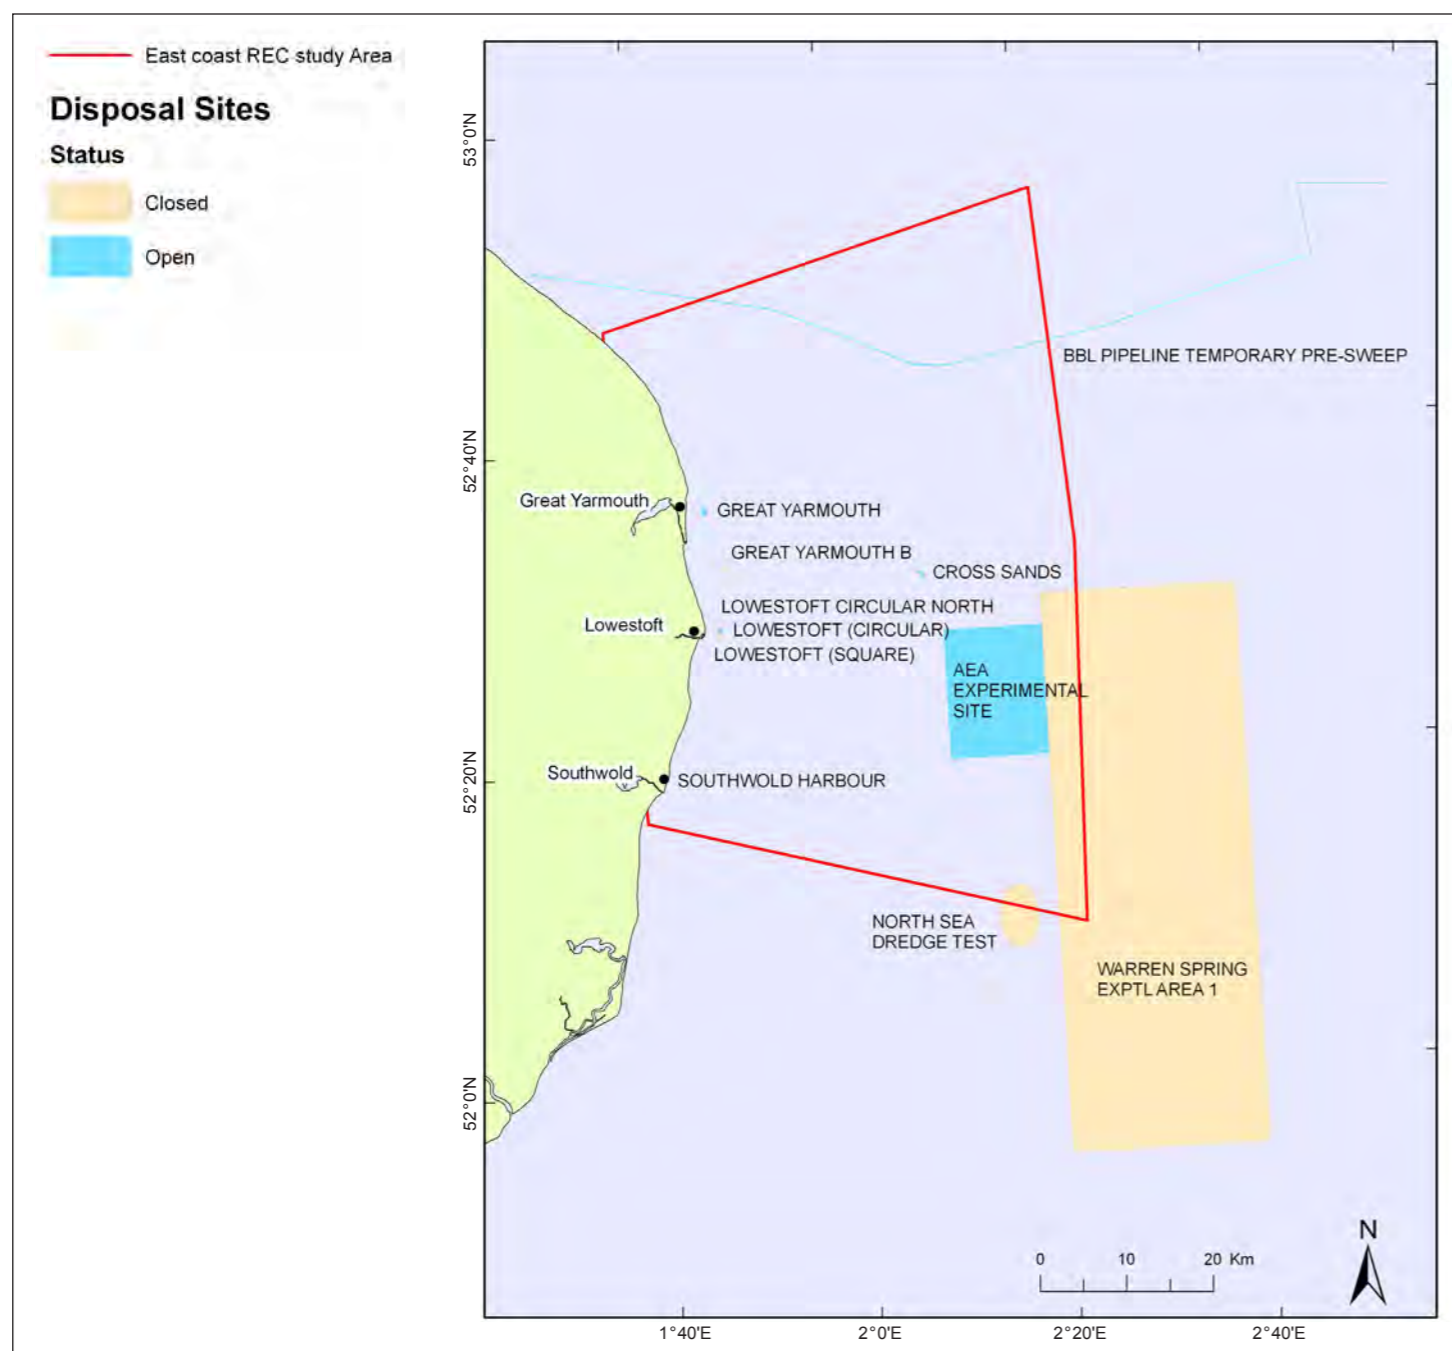 East coast REC study Area
Disposal Sites
Status
Closed
Open
53°0'N
52°40'N
52°20'N
52°0'N
BBL PIPELINE TEMPORARY PRE-SWEEP
Great Yarmouth
GREAT YARMOUTH
GREAT YARMOUTH B
CROSS SANDS
LOWESTOFT CIRCULAR NORTH
Lowestoft
LOWESTOFT (CIRCULAR)
LOWESTOFT (SQUARE)
AEA
EXPERIMENTAL
SITE
Southwold
SOUTHWOLD HARBOUR
NORTH SEA
DREDGE TEST
WARREN SPRING
EXPTL AREA 1
N
0 10 20 Km
1°40'E 2°0'E 2°20'E 2°40'E